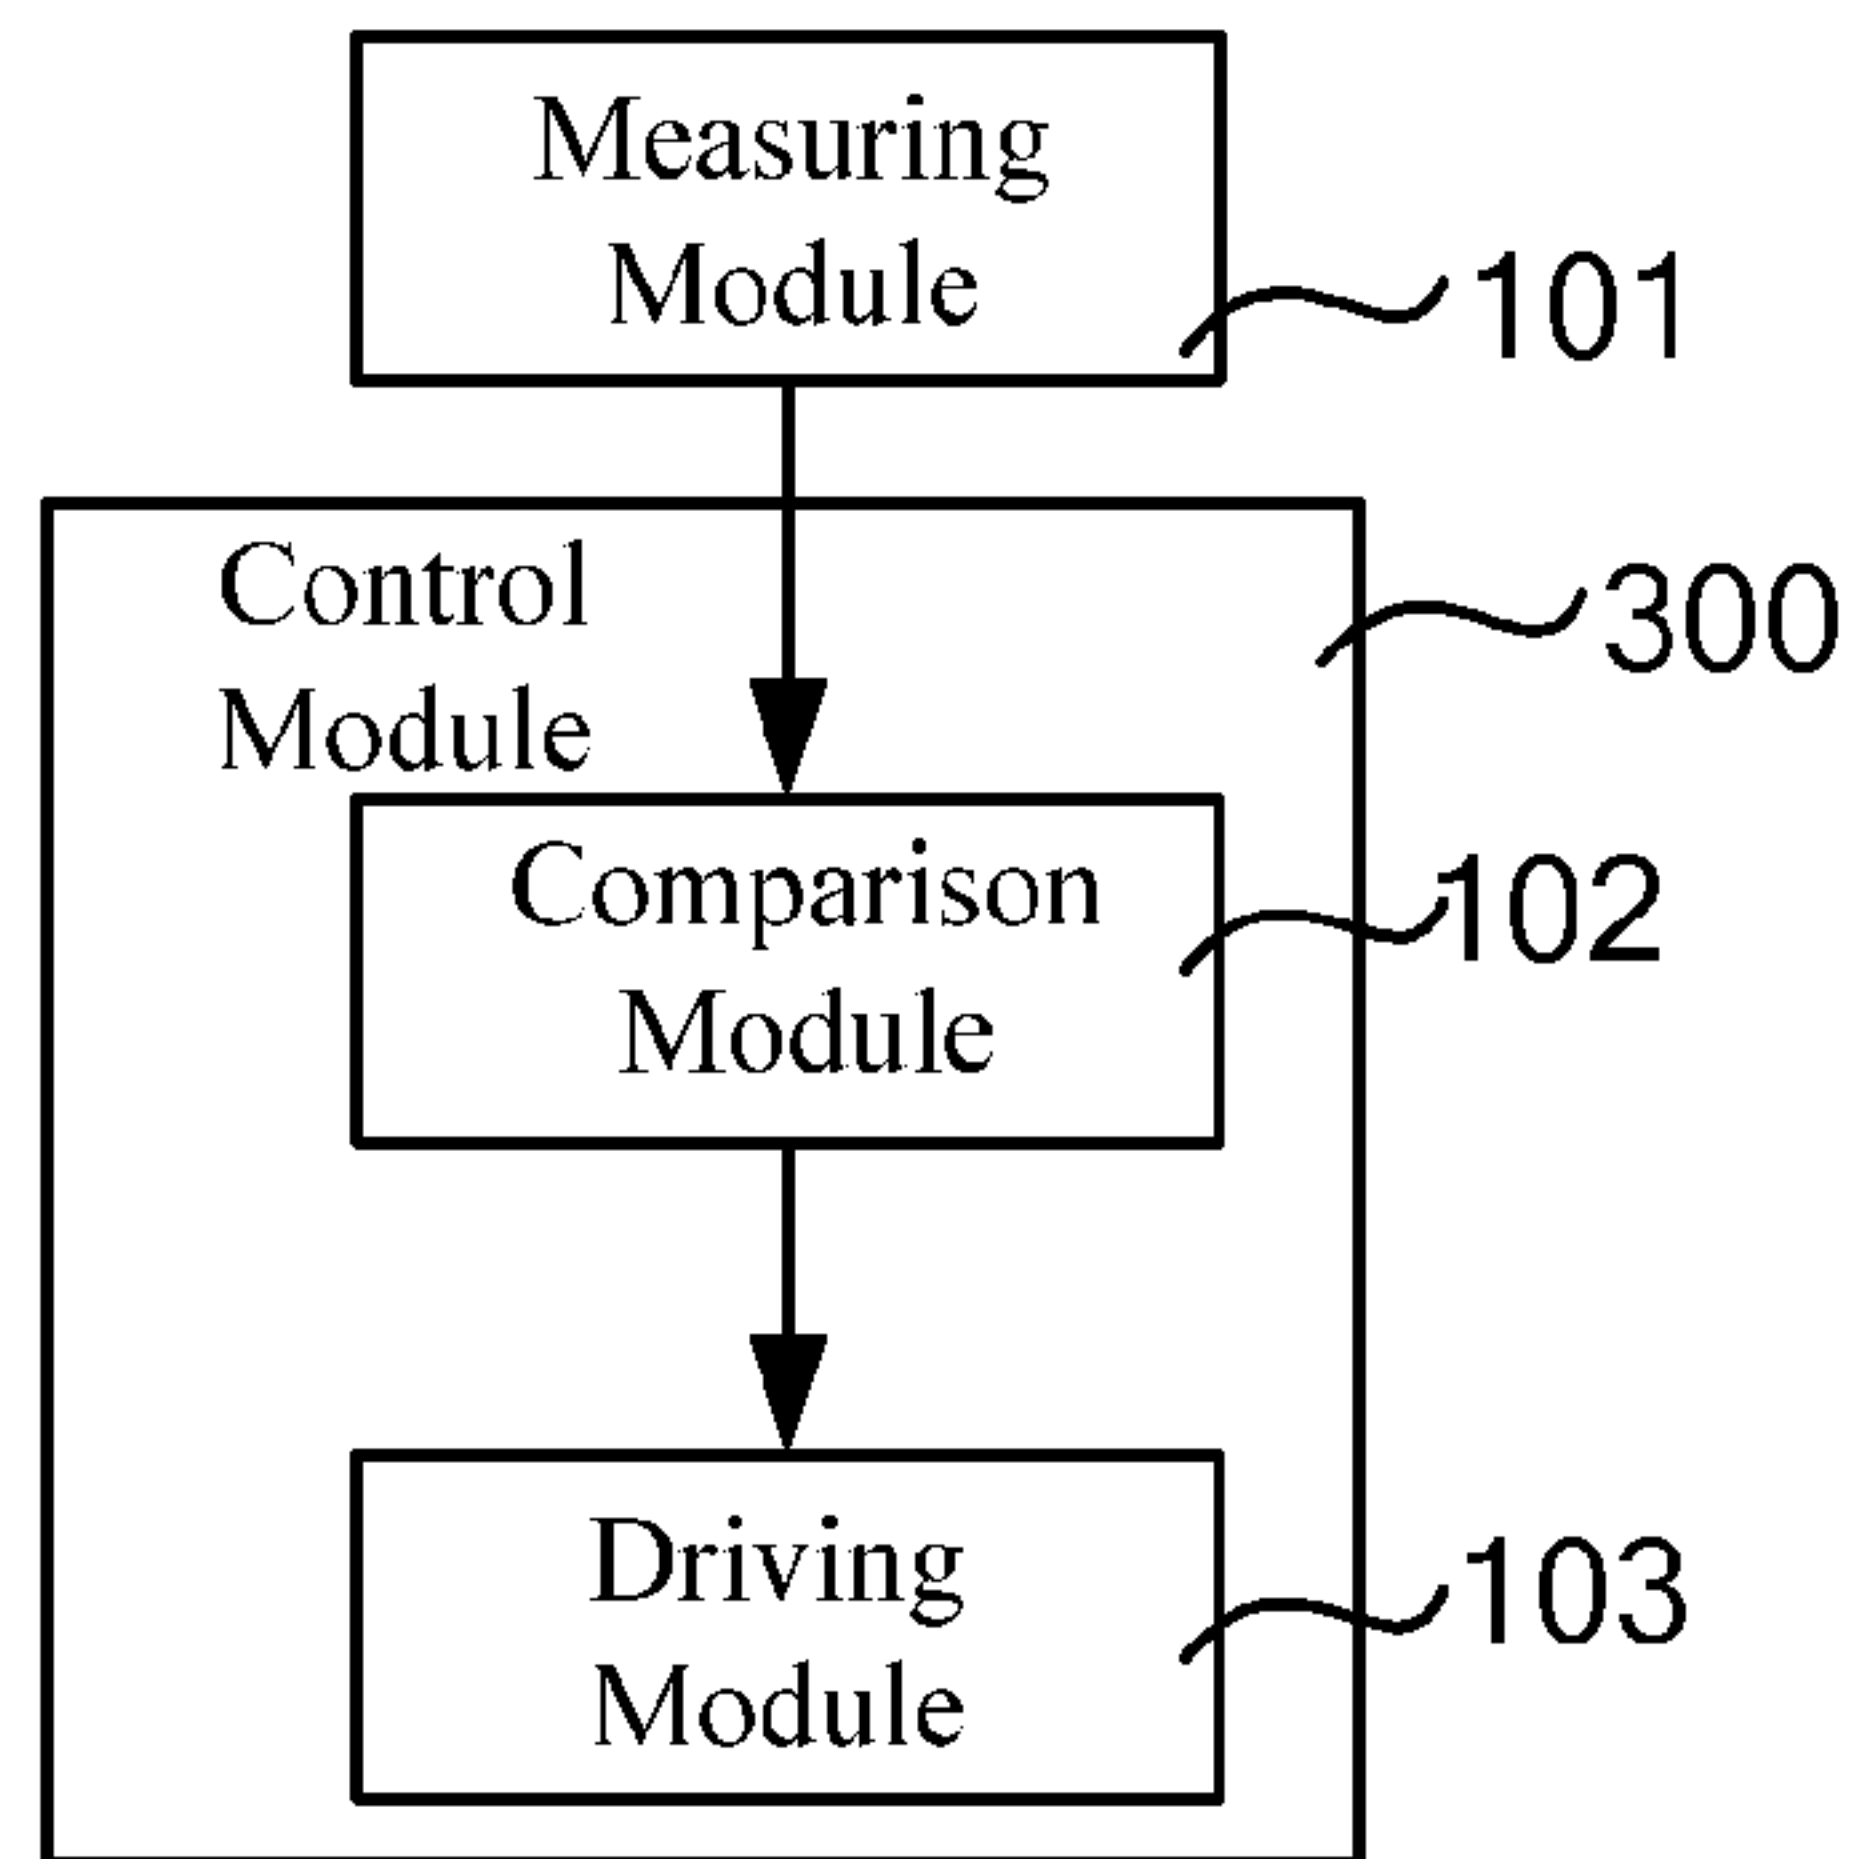 Measuring
Module
101
Control
Module
300
Comparison
Module
102
Driving
Module
103